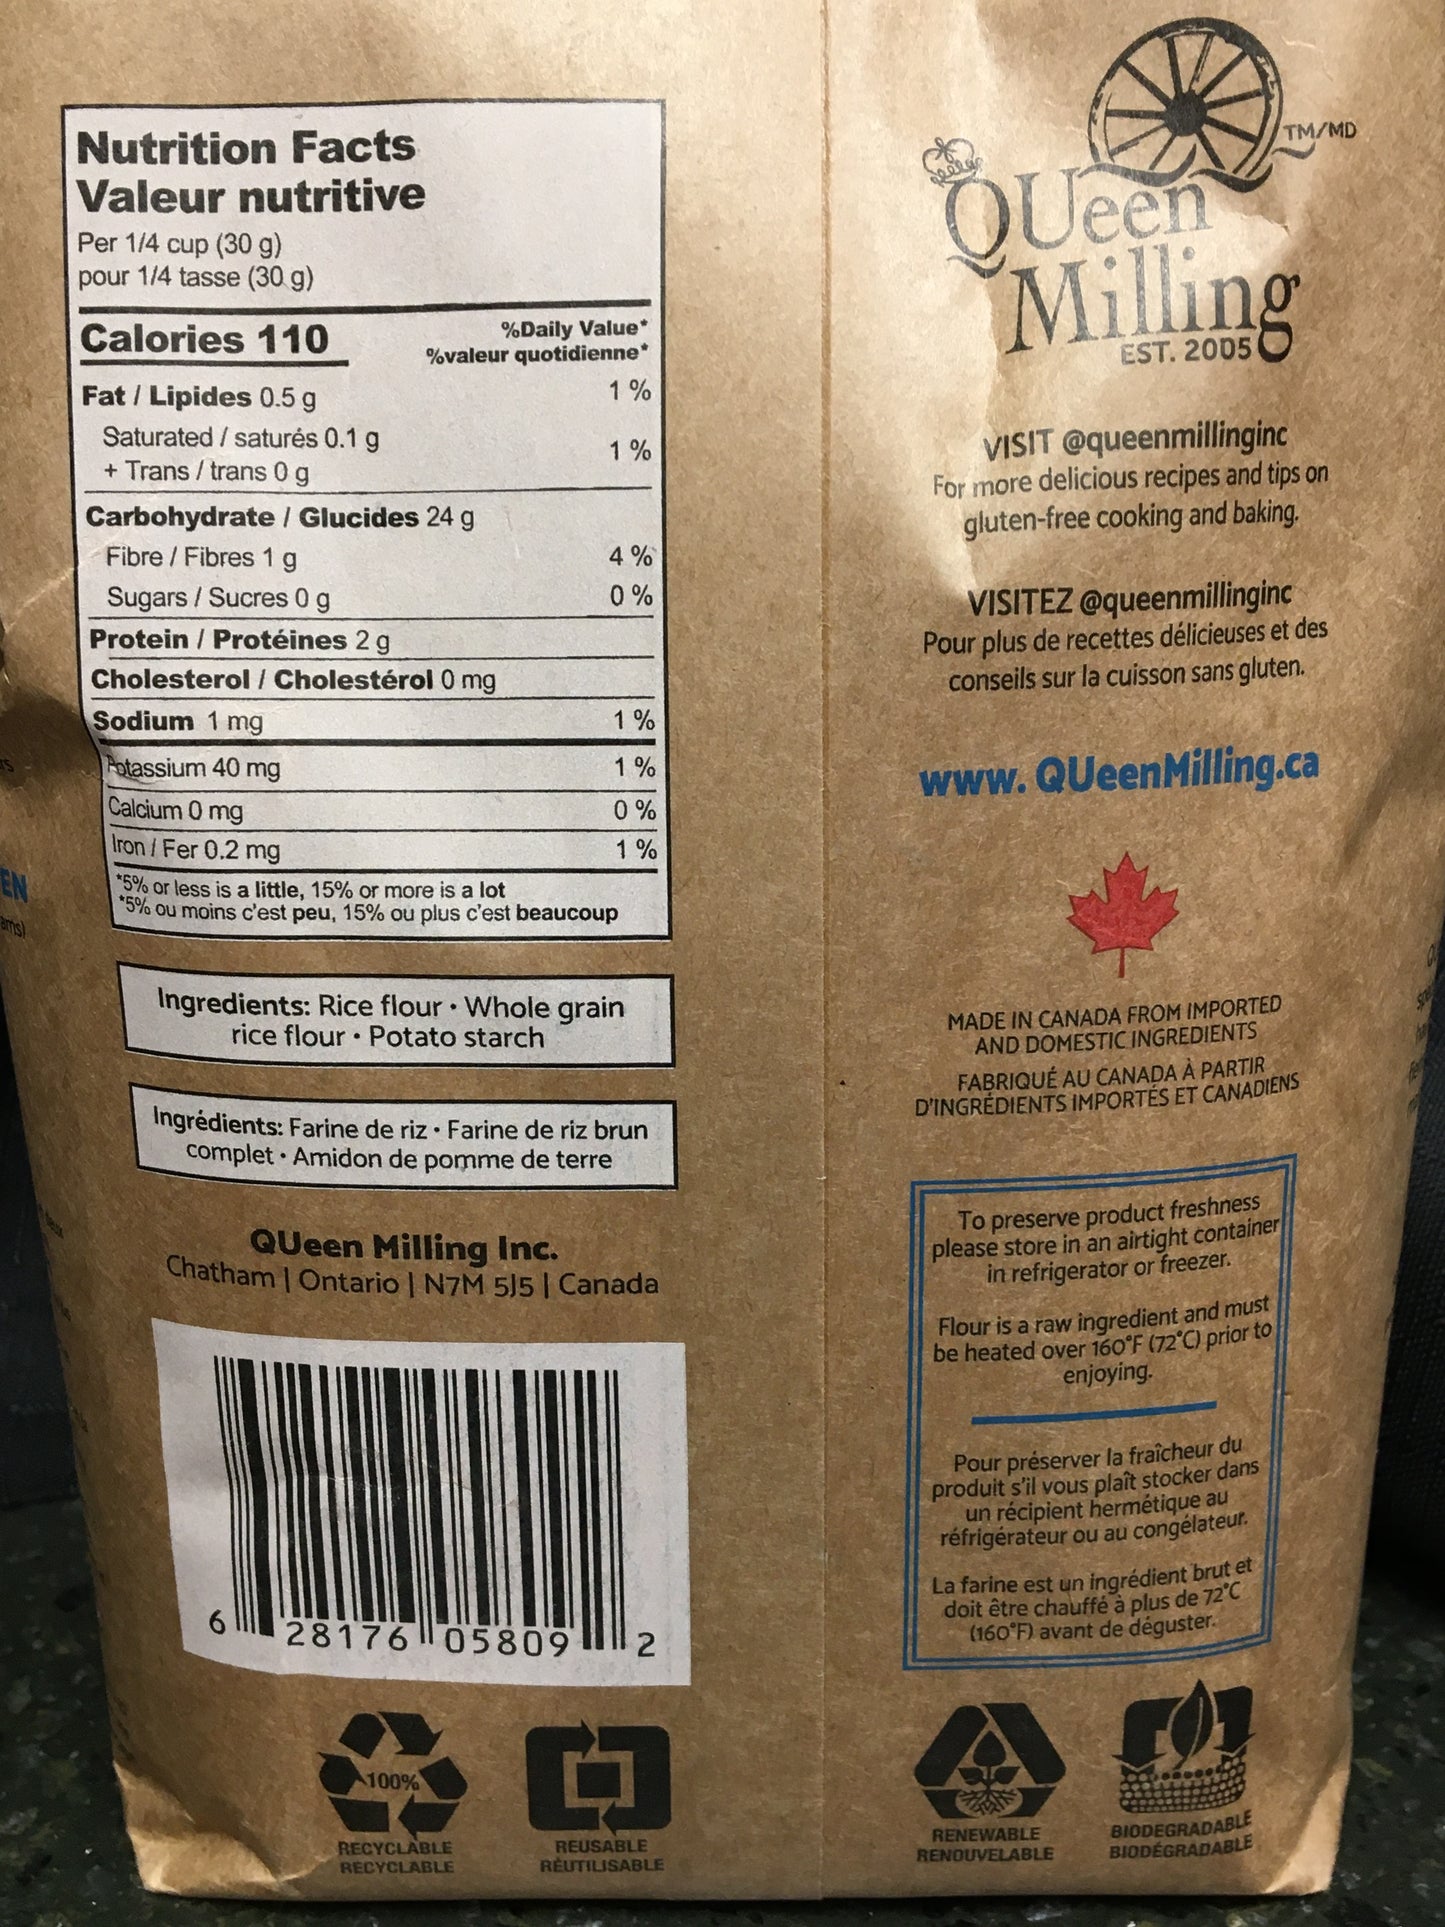 Nutrition Facts
Valeur nutritive
Per 1/4 cup (30 g)
pour 1/4 tasse (30 g)
Calories 110
%Daily Value*
%valeur quotidienne*
Fat / Lipides 0.5 g 1 %
Saturated / saturés 0.1 g
+ Trans / trans 0 g 1 %
Carbohydrate / Glucides 24 g
Fibre / Fibres 1 g 4 %
Sugars / Sucres 0 g 0 %
Protein / Protéines 2 g
Cholesterol / Cholestérol 0 mg
Sodium 1 mg 1 %
Potassium 40 mg 1 %
Calcium 0 mg 0 %
Iron / Fer 0.2 mg 1 %
*5% or less is a little, 15% or more is a lot
*5% ou moins c'est peu, 15% ou plus c'est beaucoup
Ingredients: Rice flour • Whole grain
rice flour • Potato starch
Ingrédients: Farine de riz • Farine de riz brun
complet • Amidon de pomme de terre
QUeen Milling Inc.
Chatham | Ontario | N7M 5J5 | Canada
6 28176 05809 2
100%
RECYCLABLE
RECYCLABLE
REUSABLE
RÉUTILISABLE
TM/MD
QUeen
Milling
EST. 2005
VISIT @queenmillinginc
For more delicious recipes and tips on
gluten-free cooking and baking.
VISITEZ @queenmillinginc
Pour plus de recettes délicieuses et des
conseils sur la cuisson sans gluten.
www. QUeenMilling.ca
MADE IN CANADA FROM IMPORTED
AND DOMESTIC INGREDIENTS
FABRIQUÉ AU CANADA À PARTIR
D'INGRÉDIENTS IMPORTÉS ET CANADIENS
To preserve product freshness
please store in an airtight container
in refrigerator or freezer.
Flour is a raw ingredient and must
be heated over 160°F (72°C) prior to
enjoying.
Pour préserver la fraîcheur du
produit s'il vous plaît stocker dans
un récipient hermétique au
réfrigérateur ou au congélateur.
La farine est un ingrédient brut et
doit être chauffé à plus de 72°C
(160°F) avant de déguster.
RENEWABLE
RENOUVELABLE
BIODEGRADABLE
BIODÉGRADABLE